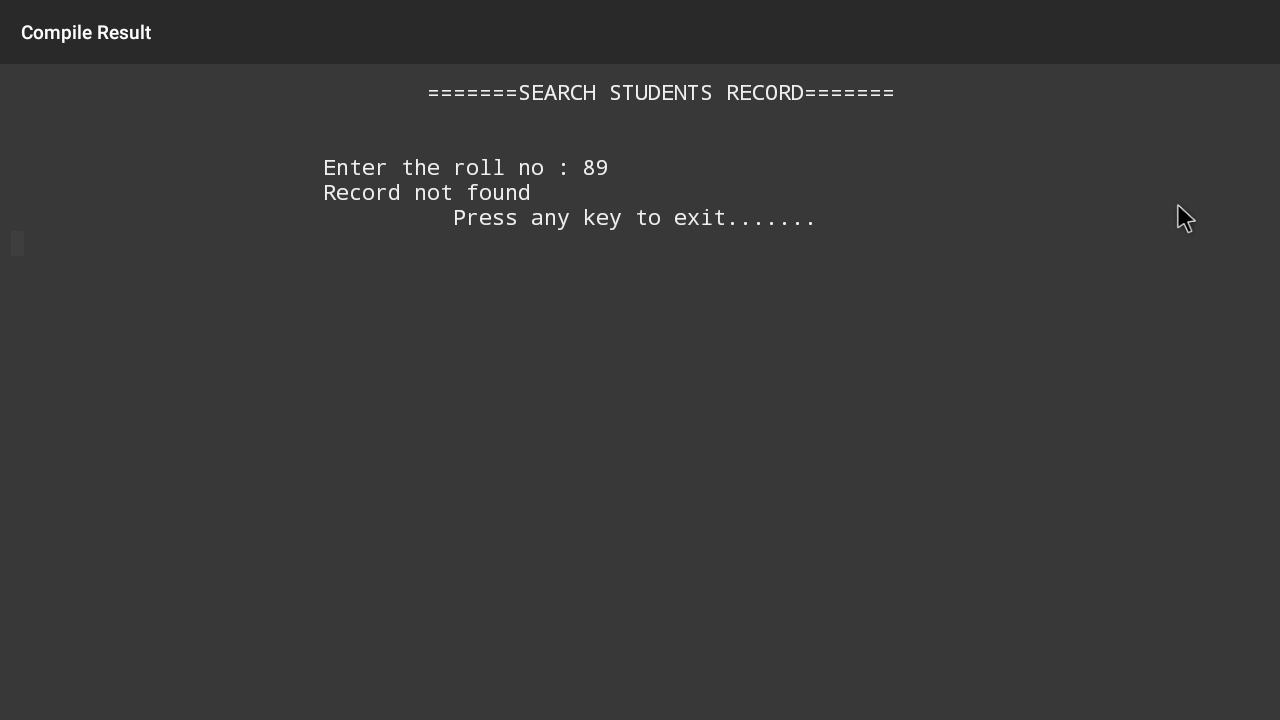 Compile Result
=======SEARCH STUDENTS RECORD=======
Enter the roll no : 89
Record not found
Press any key to exit.......